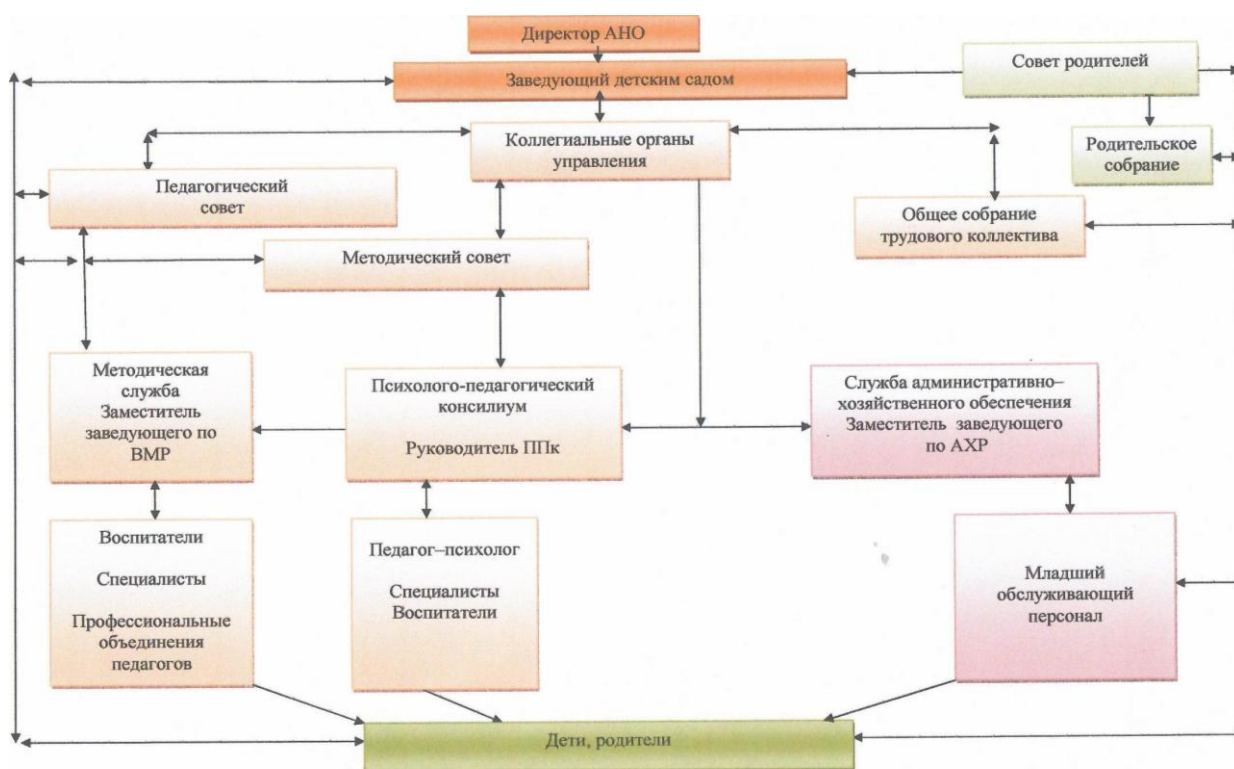 Директор АНО
Заведующий детским садом
Совет родителей
Коллегиальные органы
управления
Родительское
собрание
Педагогический
совет
Общее собрание
трудового коллектива
Методический совет
Методическая
служба
Заместитель
заведующего по
ВМР
Психолого-педагогический
консилиум
Руководитель ППк
Служба административно–
хозяйственного обеспечения
Заместитель заведующего
по АХР
Воспитатели
Специалисты
Профессиональные
объединения
педагогов
Педагог–психолог
Специалисты
Воспитатели
Младший
обслуживающий
персонал
Дети, родители